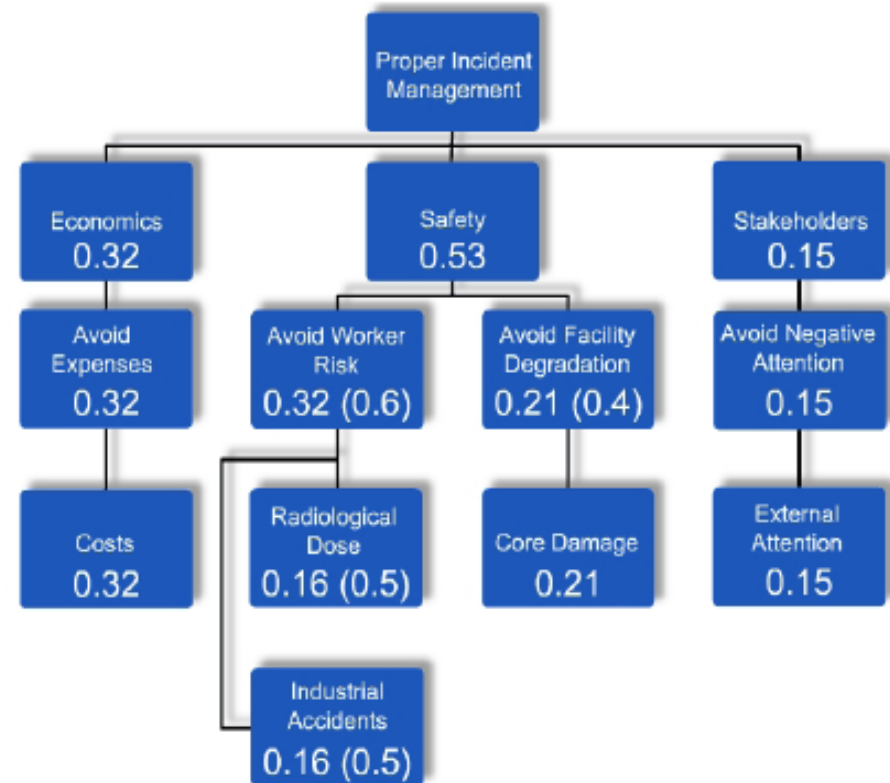 Proper Incident
Management
Economics
0.32
Safety
0.53
Stakeholders
0.15
Avoid
Expenses
0.32
Avoid Worker
Risk
0.32 (0.6)
Avoid Facility
Degradation
0.21 (0.4)
Avoid Negative
Attention
0.15
Costs
0.32
Radiological
Dose
0.16 (0.5)
Core Damage
0.21
External
Attention
0.15
Industrial
Accidents
0.16 (0.5)